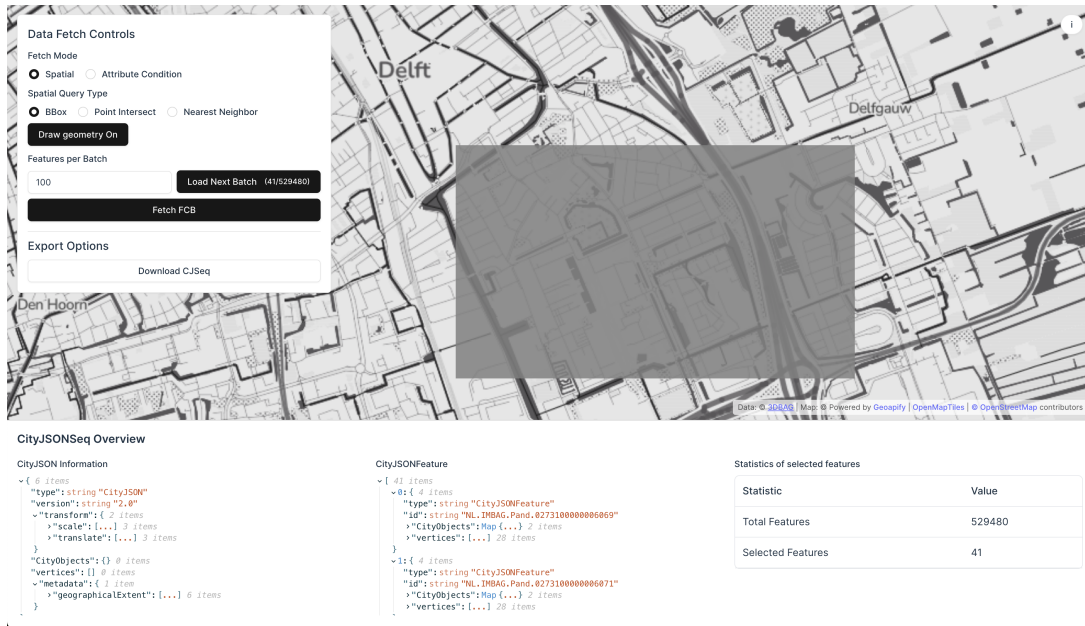 Data Fetch Controls
Fetch Mode
Spatial Attribute Condition
Spatial Query Type
BBox Point Intersect Nearest Neighbor
Draw geometry On
Features per Batch
100 Load Next Batch (41/529480)
Fetch FCB
Export Options
Download CJSeq
Delft
Delfgauw
Den Hoorn
i
Data: © 3DBAG | Map: © Powered by Geoapify | OpenMapTiles | © OpenStreetMap contributors
CityJSONSeq Overview
CityJSON Information
{ 6 items
"type": string "CityJSON"
"version": string "2.0"
"transform": { 2 items
"scale": [...] 3 items
"translate": [...] 3 items
}
"CityObjects": {} 0 items
"vertices": [] 0 items
"metadata": { 1 item
"geographicalExtent": [...] 6 items
}
CityJSONFeature
[ 41 items
0: { 4 items
"type": string "CityJSONFeature"
"id": string "NL.IMBAG.Pand.0273100000006069"
"CityObjects": Map {...} 2 items
"vertices": [...] 28 items
}
1: { 4 items
"type": string "CityJSONFeature"
"id": string "NL.IMBAG.Pand.0273100000006071"
"CityObjects": Map {...} 2 items
"vertices": [...] 28 items
Statistics of selected features
Statistic Value
Total Features 529480
Selected Features 41